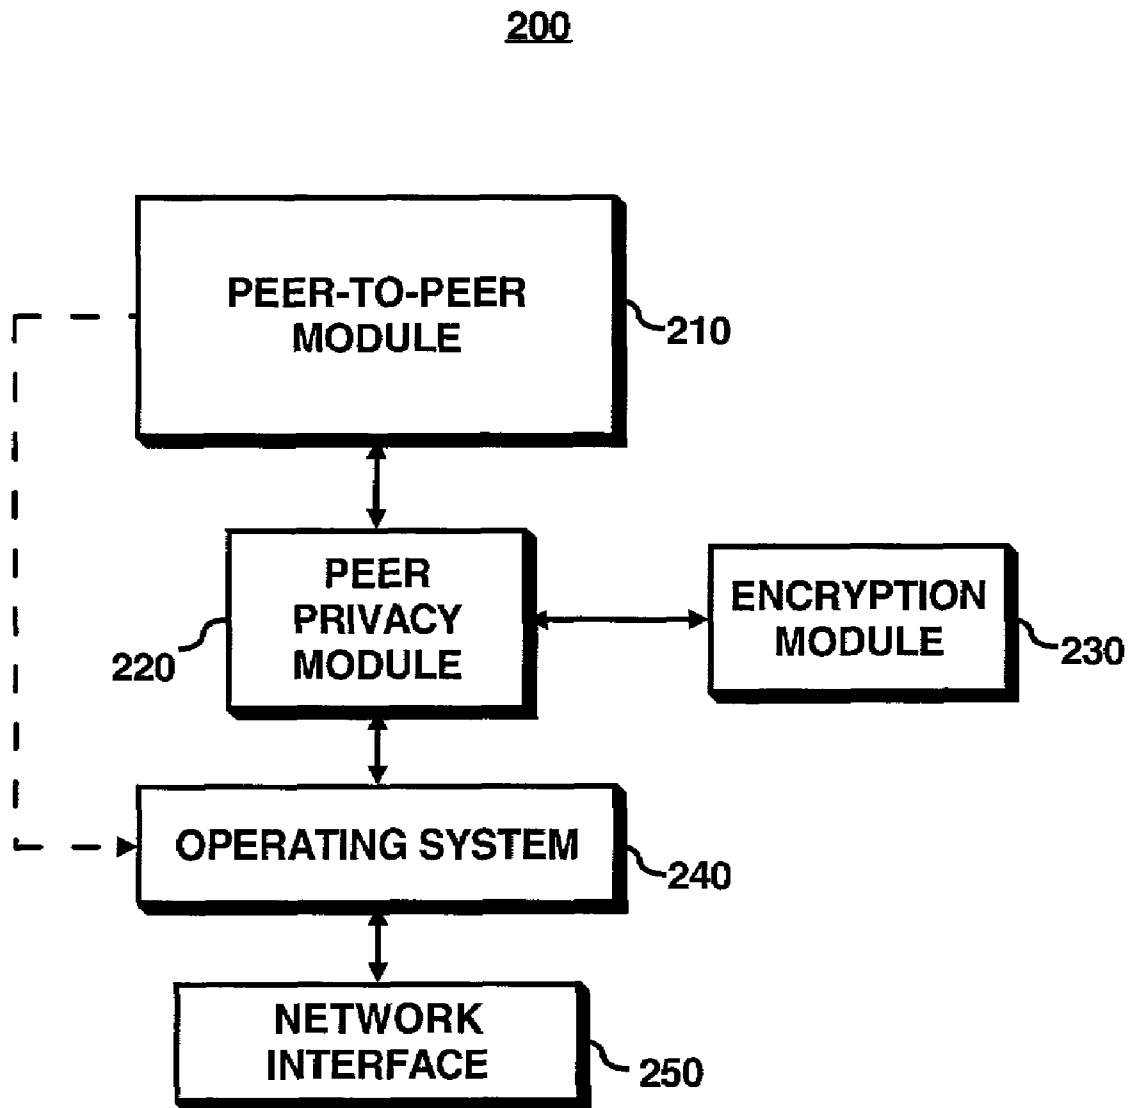 200
PEER-TO-PEER
MODULE
210
PEER
PRIVACY
MODULE
220
ENCRYPTION
MODULE
230
OPERATING SYSTEM
240
NETWORK
INTERFACE
250